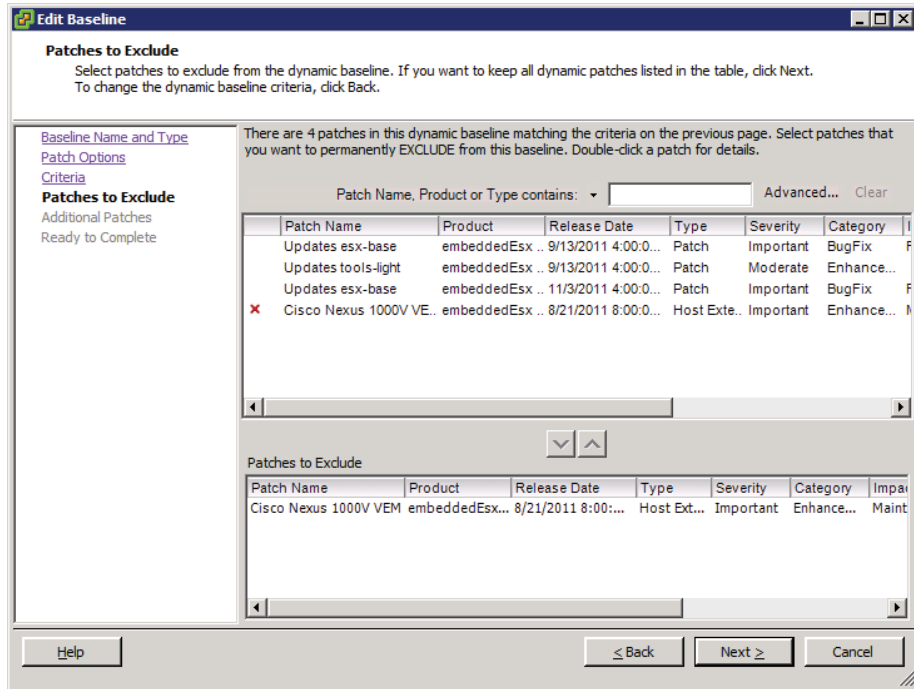 Edit Baseline
Patches to Exclude
Select patches to exclude from the dynamic baseline. If you want to keep all dynamic patches listed in the table, click Next.
To change the dynamic baseline criteria, click Back.
Baseline Name and Type
Patch Options
Criteria
Patches to Exclude
Additional Patches
Ready to Complete
There are 4 patches in this dynamic baseline matching the criteria on the previous page. Select patches that
you want to permanently EXCLUDE from this baseline. Double-click a patch for details.
Patch Name, Product or Type contains: Advanced... Clear
Patch Name Product Release Date Type Severity Category
Updates esx-base embeddedEsx .. 9/13/2011 4:00:0... Patch Important BugFix
Updates tools-light embeddedEsx .. 9/13/2011 4:00:0... Patch Moderate Enhance...
Updates esx-base embeddedEsx .. 11/3/2011 4:00:0... Patch Important BugFix
Cisco Nexus 1000V VE.. embeddedEsx .. 8/21/2011 8:00:0... Host Exte.. Important Enhance...
Patches to Exclude
Patch Name Product Release Date Type Severity Category Impa
Cisco Nexus 1000V VEM embeddedEsx... 8/21/2011 8:00:... Host Ext... Important Enhance... Maint
Help < Back Next > Cancel